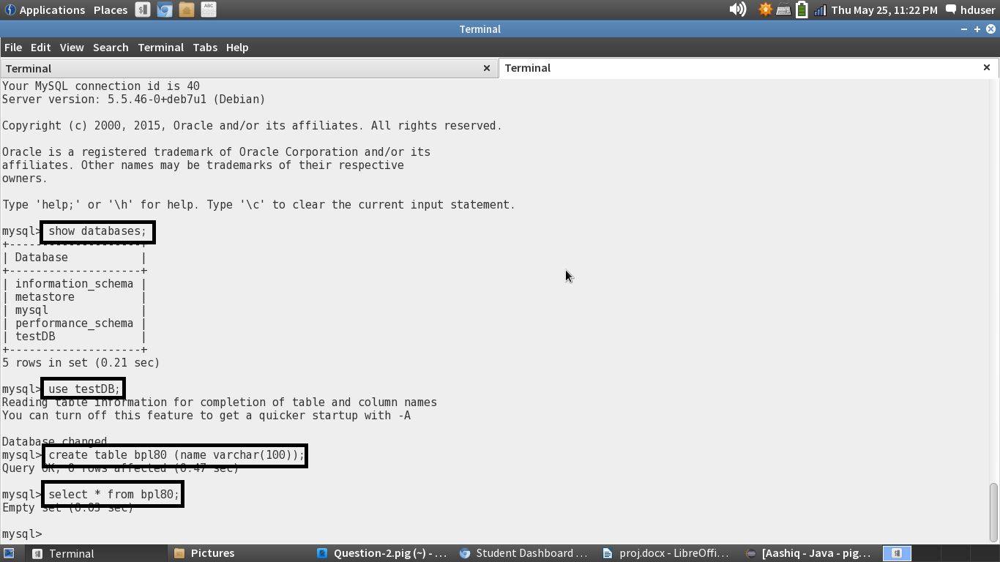 Applications Places ABC Thu May 25, 11:22 PM hduser
Terminal
File Edit View Search Terminal Tabs Help
Terminal Terminal
Your MySQL connection id is 40
Server version: 5.5.46-0+deb7u1 (Debian)
Copyright (c) 2000, 2015, Oracle and/or its affiliates. All rights reserved.
Oracle is a registered trademark of Oracle Corporation and/or its
affiliates. Other names may be trademarks of their respective
owners.
Type 'help;' or '\h' for help. Type '\c' to clear the current input statement.
mysql> show databases;
+--------------------+
| Database           |
+--------------------+
| information_schema |
| metastore          |
| mysql              |
| performance_schema |
| testDB             |
+--------------------+
5 rows in set (0.21 sec)
mysql> use testDB;
Reading table information for completion of table and column names
You can turn off this feature to get a quicker startup with -A
Database changed
mysql> create table bpl80 (name varchar(100));
Query OK, 0 rows affected (0.47 sec)
mysql> select * from bpl80;
Empty set (0.03 sec)
mysql>
Terminal Pictures Question-2.pig (~) - ... Student Dashboard ... proj.docx - LibreOffi... [Aashiq - Java - pig...